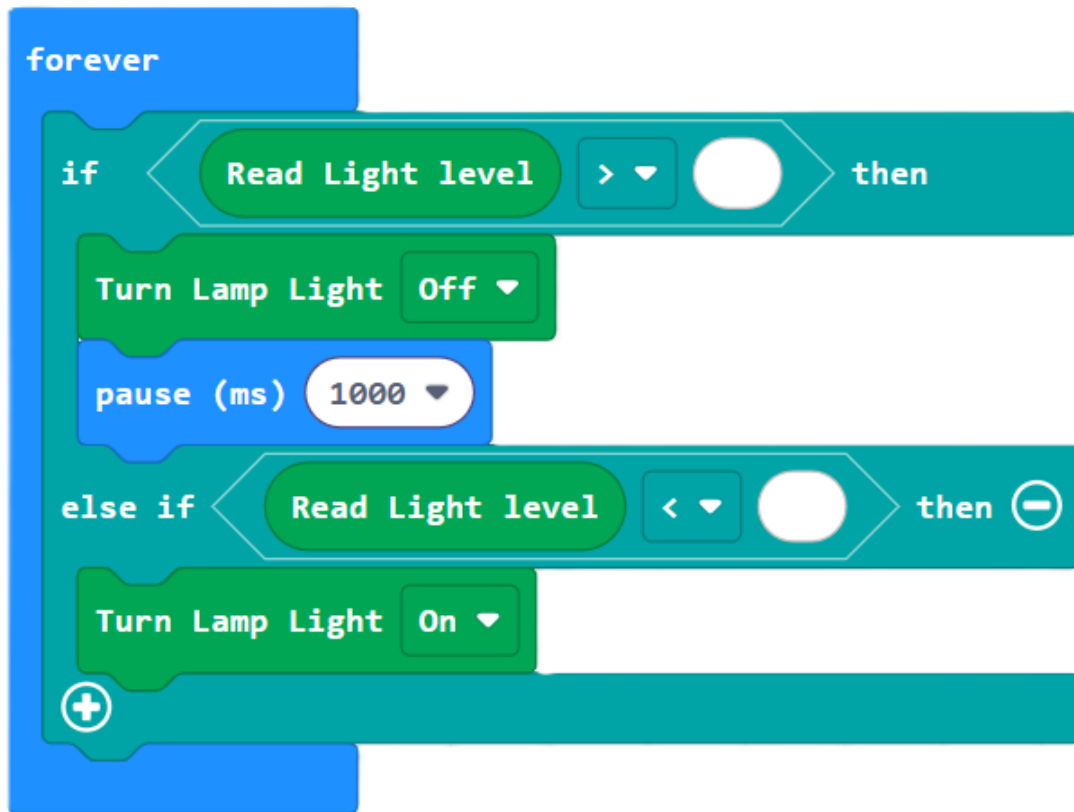 forever
if Read Light level > then
Turn Lamp Light Off
pause (ms) 1000
else if Read Light level < then
Turn Lamp Light On